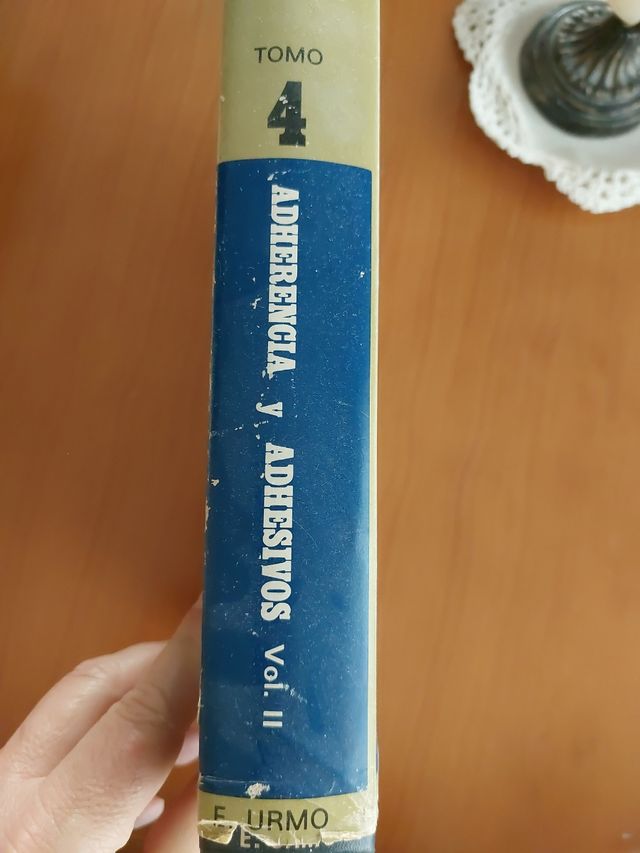 TOMO
4
ADHERENCIA y ADHESIVOS Vol. II
E. URMO